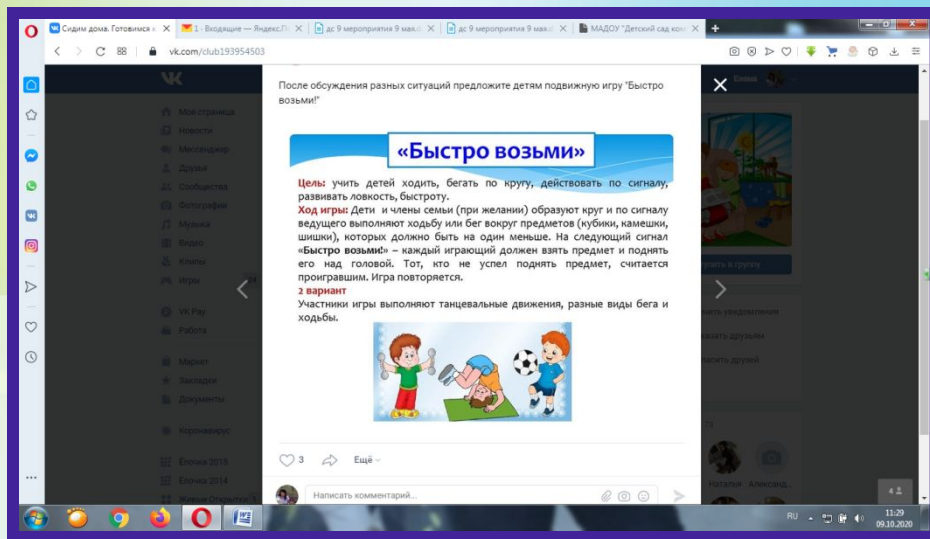 Сидим дома. Готовимся к
1 - Входящие — Яндекс.П
дс 9 мероприятия 9 мая.d
дс 9 мероприятия 9 мая.d
МАДОУ "Детский сад ком
vk.com/club193954503
Елена
После обсуждения разных ситуаций предложите детям подвижную игру "Быстро
возьми!"
«Быстро возьми»
Цель: учить детей ходить, бегать по кругу, действовать по сигналу,
развивать ловкость, быстроту.
Ход игры: Дети и члены семьи (при желании) образуют круг и по сигналу
ведущего выполняют ходьбу или бег вокруг предметов (кубики, камешки,
шишки), которых должно быть на один меньше. На следующий сигнал
«Быстро возьми!» – каждый играющий должен взять предмет и поднять
его над головой. Тот, кто не успел поднять предмет, считается
проигравшим. Игра повторяется.
2 вариант
Участники игры выполняют танцевальные движения, разные виды бега и
ходьбы.
Моя страница
Новости
Мессенджер
Друзья
Сообщества
Фотографии
Музыка
Видео
Клипы
Игры
VK Pay
Работа
Маркет
Закладки
Документы
Коронавирус
Ёлочка 2015
Ёлочка 2014
Живые Открытки
упить в группу
3
Ещё
Написать комментарий...
Наталья
Александ..
4
RU
11:29
09.10.2020